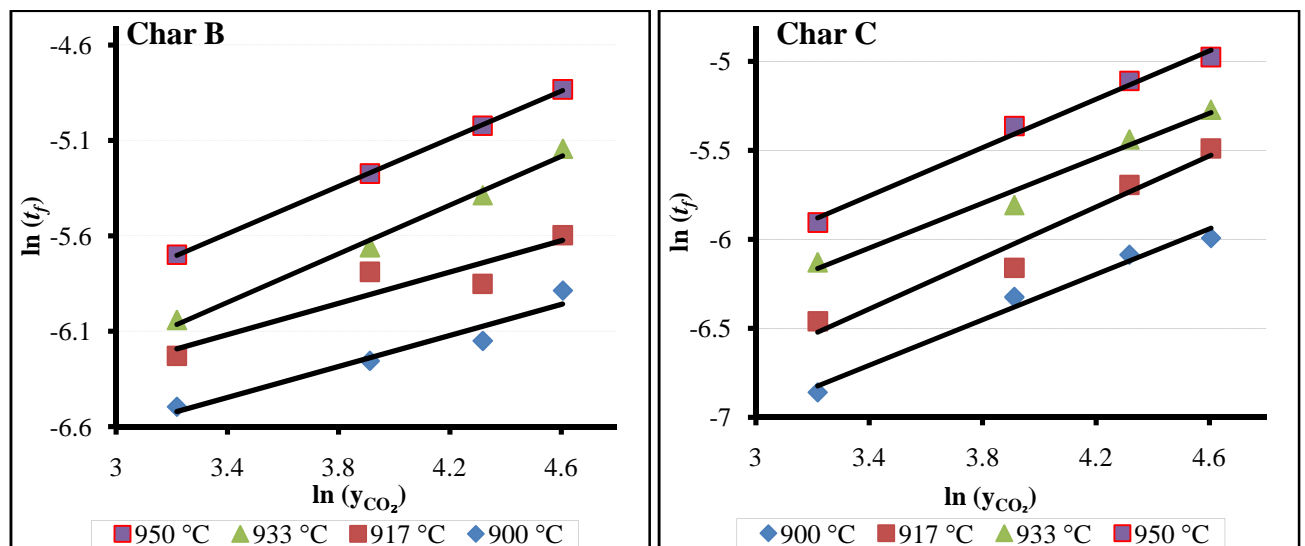 Char B
-4.6
-5.1
-5.6
-6.1
-6.6
ln (t_f)
3 3.4 3.8 4.2 4.6
ln (y_CO₂)
950 °C 933 °C 917 °C 900 °C
Char C
-5
-5.5
-6
-6.5
-7
ln (t_f)
3 3.4 3.8 4.2 4.6
ln (y_CO₂)
900 °C 917 °C 933 °C 950 °C